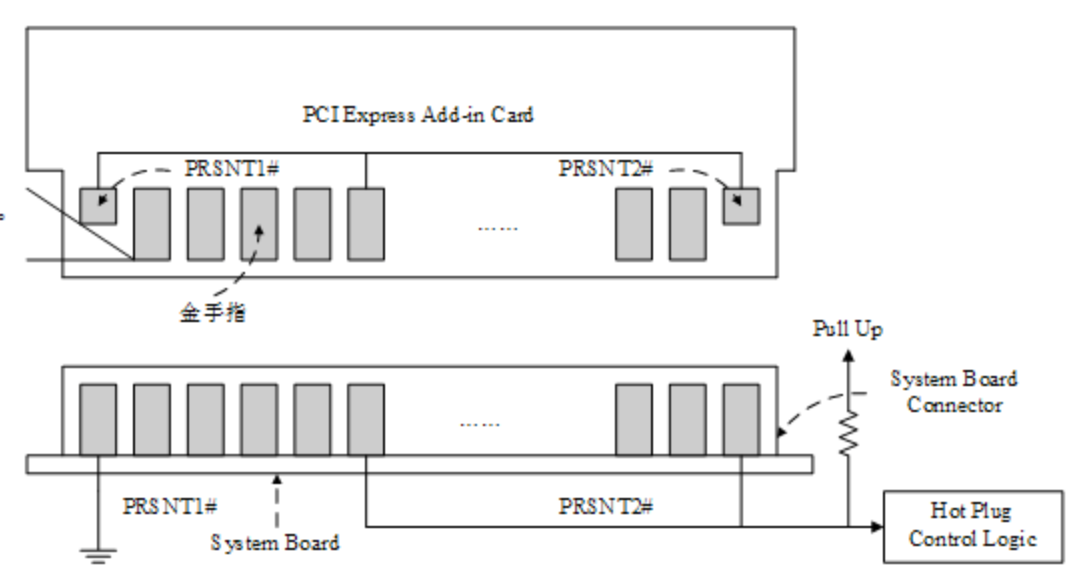 PCI Express Add-in Card
PRSNT1#
PRSNT2#
……
金手指
Pull Up
System Board
Connector
……
PRSNT1#
PRSNT2#
System Board
Hot Plug
Control Logic